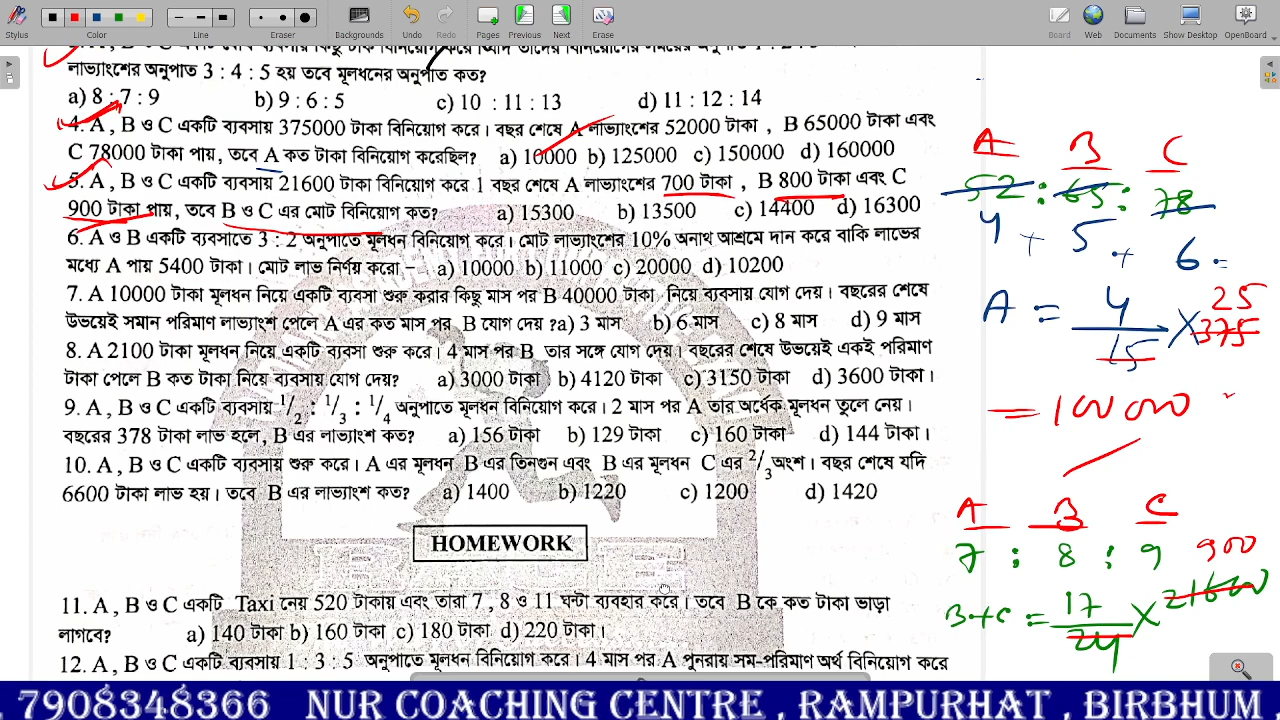 Stylus
Color
Line
Eraser
Backgrounds
Undo
Redo
Pages
Previous
Next
Erase
Board
Web
Documents
Show Desktop
OpenBoard
লাভ্যাংশের অনুপাত 3 : 4 : 5 হয় তবে মূলধনের অনুপাত কত?
a) 8 : 7 : 9 b) 9 : 6 : 5 c) 10 : 11 : 13 d) 11 : 12 : 14
4. A , B ও C একটি ব্যবসায় 375000 টাকা বিনিয়োগ করে। বছর শেষে A লাভ্যাংশের 52000 টাকা , B 65000 টাকা এবং
C 78000 টাকা পায়, তবে A কত টাকা বিনিয়োগ করেছিল? a) 10000 b) 125000 c) 150000 d) 160000
5. A , B ও C একটি ব্যবসায় 21600 টাকা বিনিয়োগ করে 1 বছর শেষে A লাভ্যাংশের 700 টাকা , B 800 টাকা এবং C
900 টাকা পায়, তবে B ও C এর মোট বিনিয়োগ কত? a) 15300 b) 13500 c) 14400 d) 16300
6. A ও B একটি ব্যবসাতে 3 : 2 অনুপাতে মূলধন বিনিয়োগ করে। মোট লাভ্যাংশের 10% অনাথ আশ্রমে দান করে বাকি লাভের
মধ্যে A পায় 5400 টাকা। মোট লাভ নির্ণয় করো – a) 10000 b) 11000 c) 20000 d) 10200
7. A 10000 টাকা মূলধন নিয়ে একটি ব্যবসা শুরু করার কিছু মাস পর B 40000 টাকা নিয়ে ব্যবসায় যোগ দেয়। বছরের শেষে
উভয়েই সমান পরিমাণ লাভ্যাংশ পেলে A এর কত মাস পর B যোগ দেয় ?a) 3 মাস b) 6 মাস c) 8 মাস d) 9 মাস
8. A 2100 টাকা মূলধন নিয়ে একটি ব্যবসা শুরু করে। 4 মাস পর B তার সঙ্গে যোগ দেয়। বছরের শেষে উভয়েই একই পরিমাণ
টাকা পেলে B কত টাকা নিয়ে ব্যবসায় যোগ দেয়? a) 3000 টাকা b) 4120 টাকা c) 3150 টাকা d) 3600 টাকা।
9. A , B ও C একটি ব্যবসায় 1/2 : 1/3 : 1/4 অনুপাতে মূলধন বিনিয়োগ করে। 2 মাস পর A তার অর্ধেক মূলধন তুলে নেয়।
বছরের 378 টাকা লাভ হলে, B এর লাভ্যাংশ কত? a) 156 টাকা b) 129 টাকা c) 160 টাকা d) 144 টাকা।
10. A , B ও C একটি ব্যবসায় শুরু করে। A এর মূলধন B এর তিনগুন এবং B এর মূলধন C এর 2/3 অংশ। বছর শেষে যদি
6600 টাকা লাভ হয়। তবে B এর লাভ্যাংশ কত? a) 1400 b) 1220 c) 1200 d) 1420
HOMEWORK
11. A , B ও C একটি Taxi নেয় 520 টাকায় এবং তারা 7 , 8 ও 11 ঘন্টা ব্যবহার করে। তবে B কে কত টাকা ভাড়া
লাগবে? a) 140 টাকা b) 160 টাকা c) 180 টাকা d) 220 টাকা।
12. A , B ও C একটি ব্যবসায় 1 : 3 : 5 অনুপাতে মূলধন বিনিয়োগ করে। 4 মাস পর A পুনরায় সম-পরিমাণ অর্থ বিনিয়োগ করে
A B C
52 : 65 : 78
4 + 5 + 6 =
A = 4/15 × 375 25
= 100000
A B C
7 : 8 : 9
900
B+C = 17/24 × 21600
7908348366 NUR COACHING CENTRE, RAMPURHAT, BIRBHUM